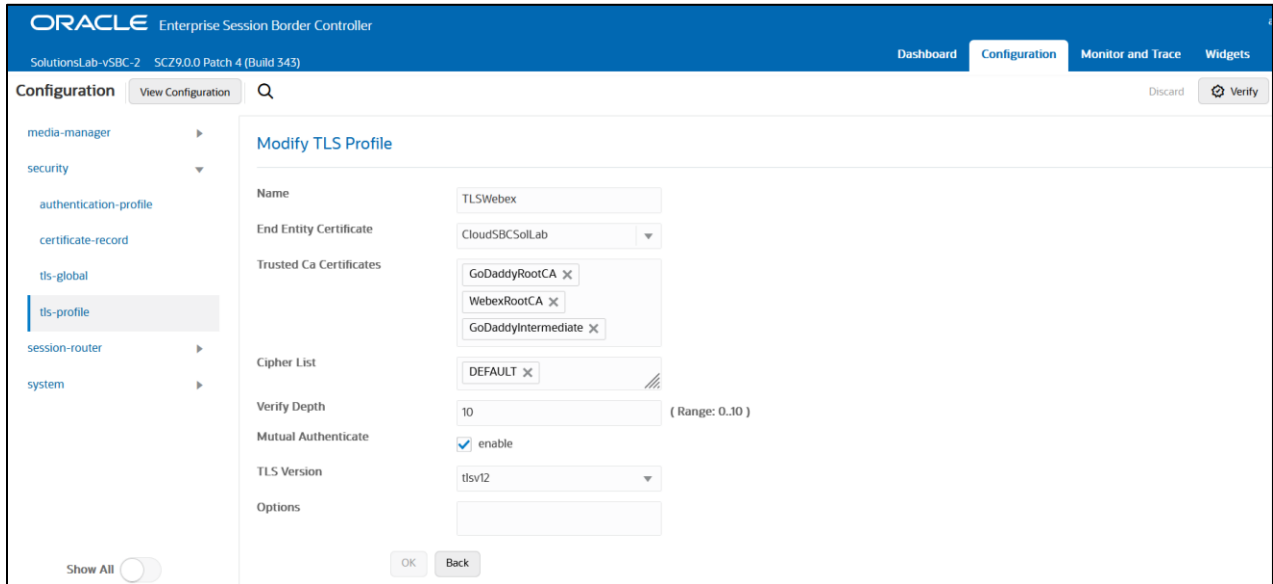 ORACLE Enterprise Session Border Controller
SolutionsLab-vSBC-2 SCZ9.0.0 Patch 4 (Build 343)
Dashboard Configuration Monitor and Trace Widgets
Configuration View Configuration Discard Verify
media-manager
security
authentication-profile
certificate-record
tls-global
tls-profile
session-router
system
Show All
Modify TLS Profile
Name TLSWebex
End Entity Certificate CloudSBCSolLab
Trusted Ca Certificates GoDaddyRootCA
WebexRootCA
GoDaddyIntermediate
Cipher List DEFAULT
Verify Depth 10 ( Range: 0..10 )
Mutual Authenticate enable
TLS Version tlsv12
Options
OK Back